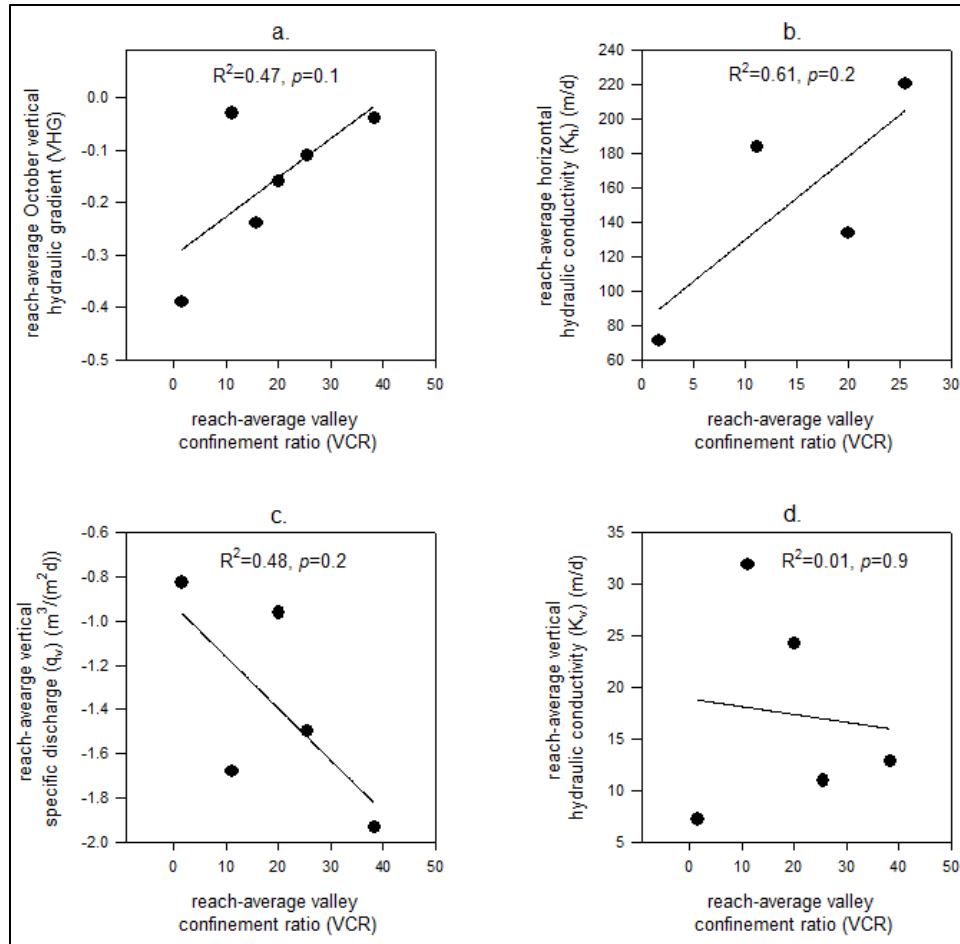 a.
R²=0.47, p=0.1
reach-average October vertical
hydraulic gradient (VHG)
0.0
-0.1
-0.2
-0.3
-0.4
-0.5
0 10 20 30 40 50
reach-average valley
confinement ratio (VCR)
b.
R²=0.61, p=0.2
reach-average horizontal
hydraulic conductivity (Kₕ) (m/d)
240
220
200
180
160
140
120
100
80
60
0 5 10 15 20 25 30
reach-average valley
confinement ratio (VCR)
c.
R²=0.48, p=0.2
reach-avearge vertical
specific discharge (qᵥ) (m³/(m²d))
-0.6
-0.8
-1.0
-1.2
-1.4
-1.6
-1.8
-2.0
0 10 20 30 40 50
reach-average valley
confinement ratio (VCR)
d.
R²=0.01, p=0.9
reach-average vertical
hydraulic conductivity (Kᵥ) (m/d)
35
30
25
20
15
10
5
0 10 20 30 40 50
reach-average valley
confinement ratio (VCR)